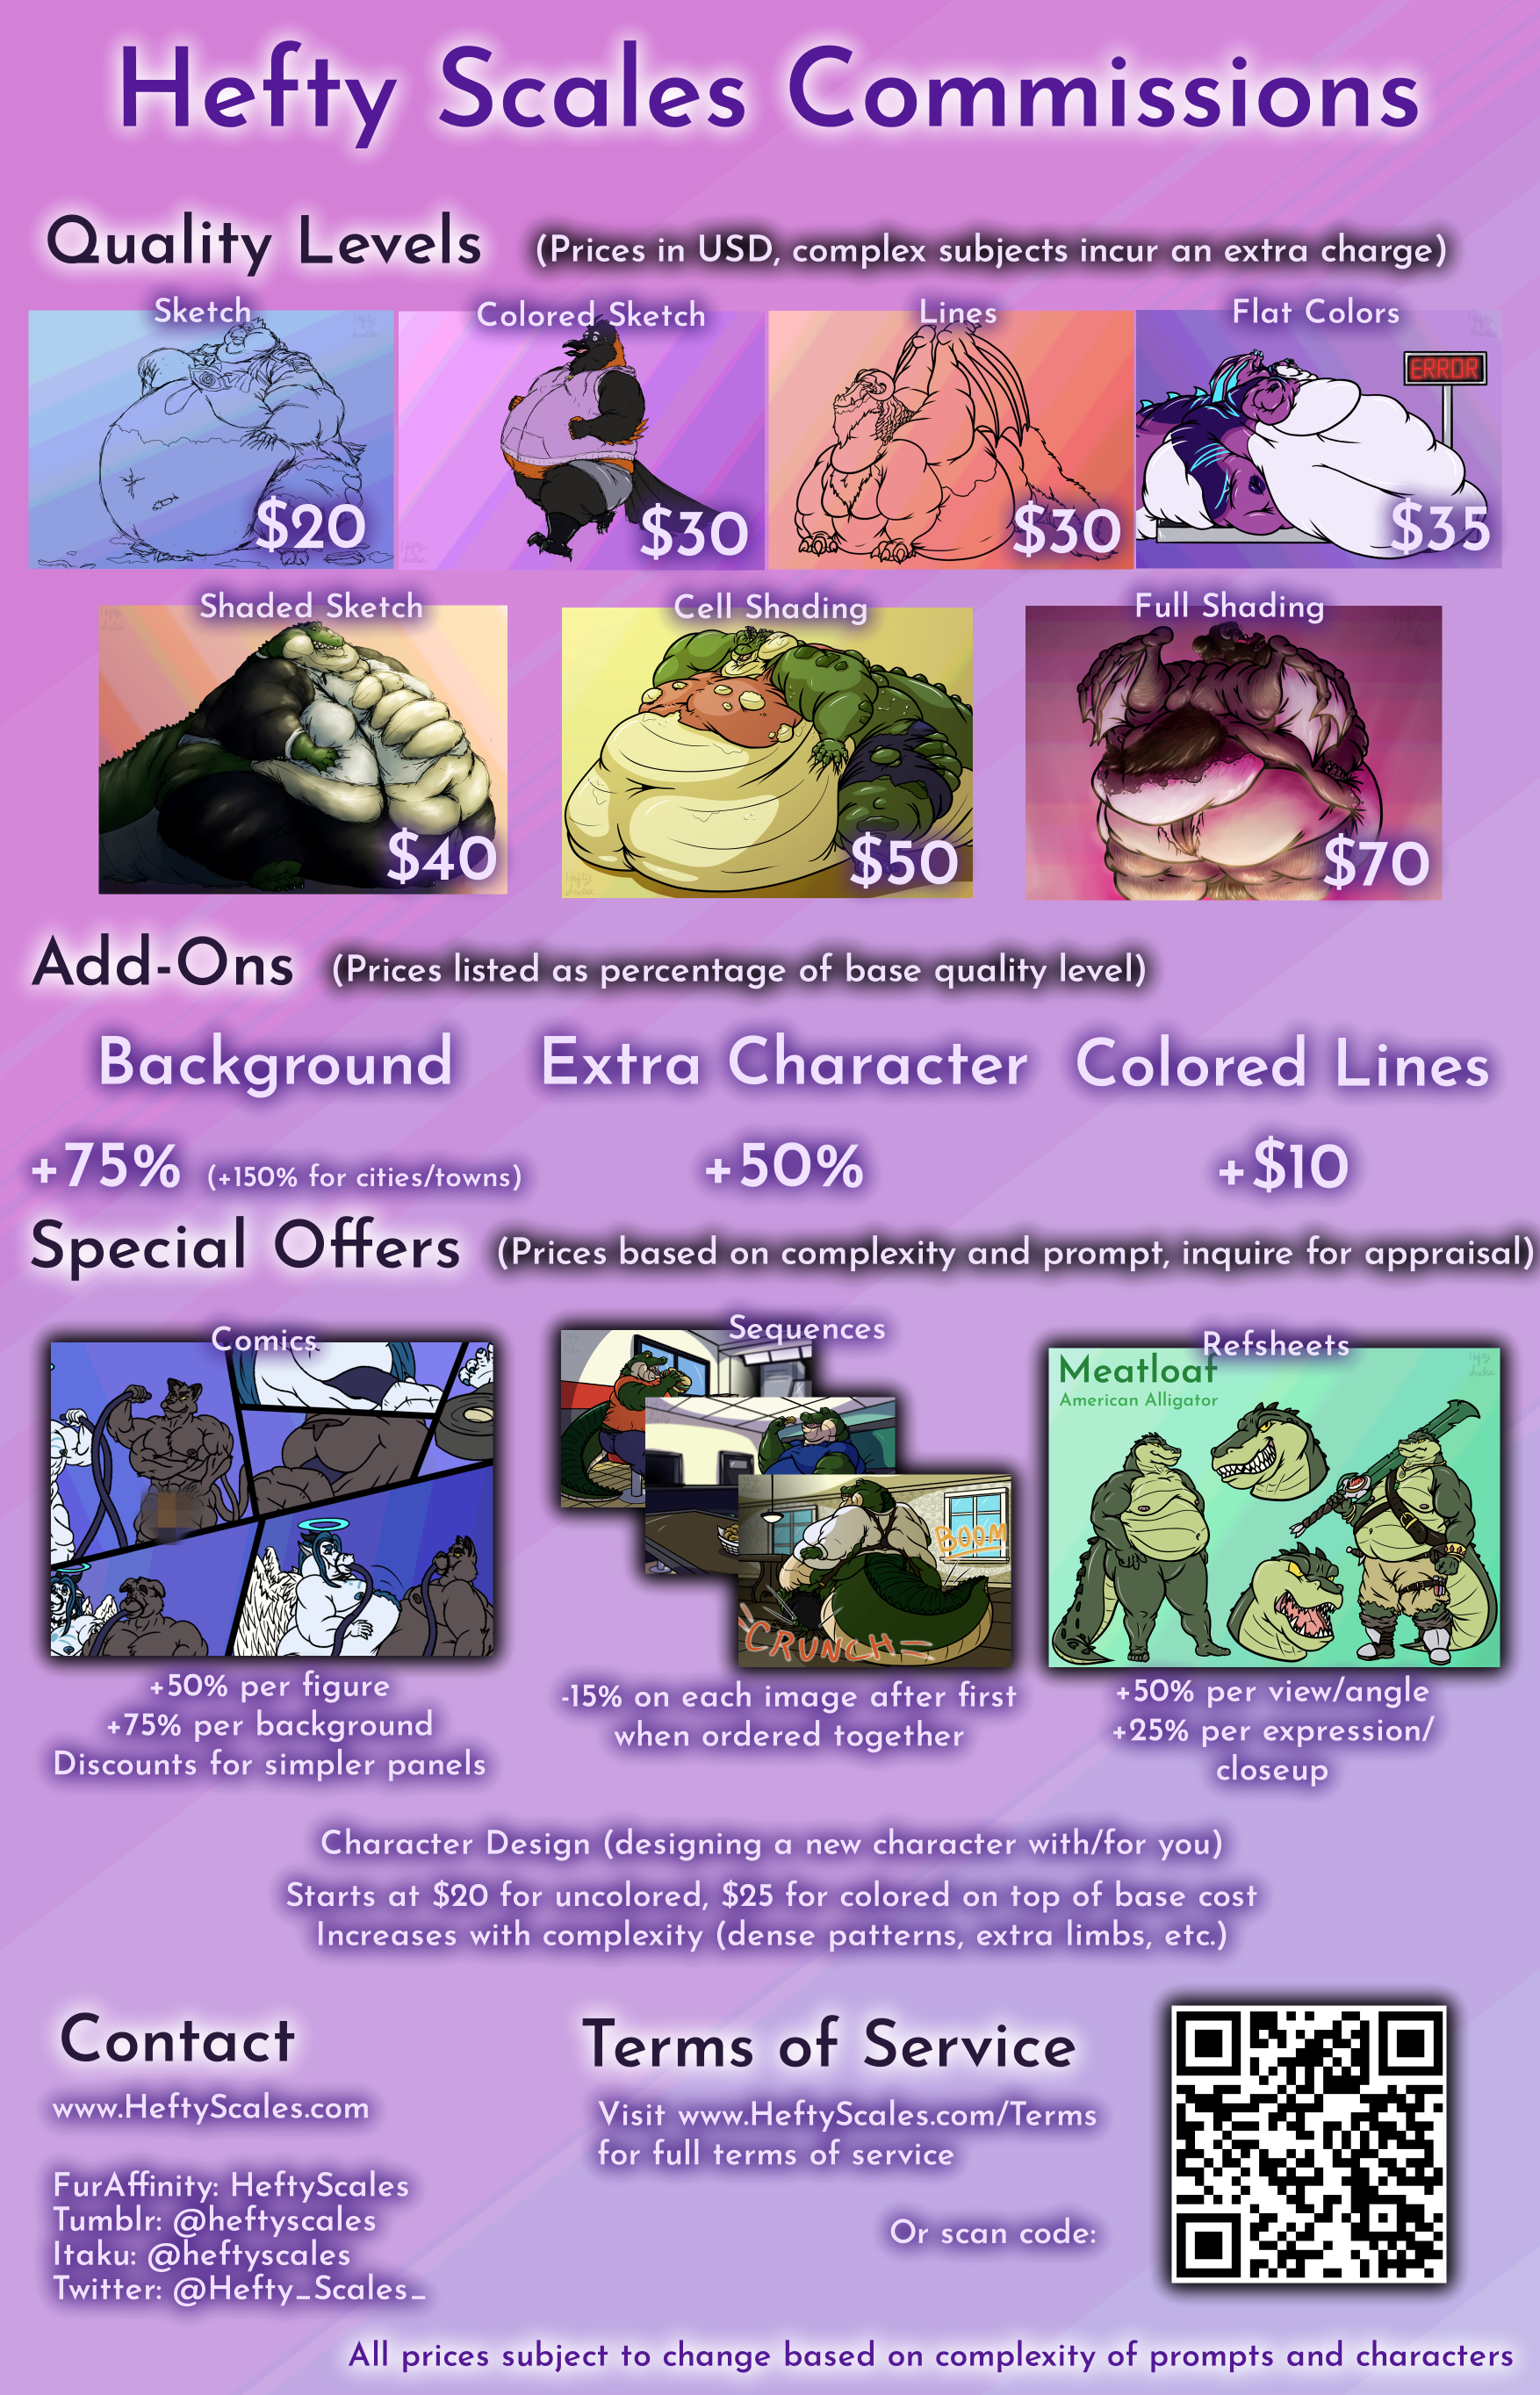 Hefty Scales Commissions
Quality Levels (Prices in USD, complex subjects incur an extra charge)
Sketch
Colored Sketch
Lines
Flat Colors
ERROR
$20
$30
$30
$35
Shaded Sketch
Cell Shading
Full Shading
$40
$50
$70
Add-Ons (Prices listed as percentage of base quality level)
Background
Extra Character
Colored Lines
+75% (+150% for cities/towns)
+50%
+$10
Special Offers (Prices based on complexity and prompt, inquire for appraisal)
Comics
Sequences
Refsheets
Meatloaf
American Alligator
BOOM
CRUNCH
+50% per figure
+75% per background
Discounts for simpler panels
-15% on each image after first
when ordered together
+50% per view/angle
+25% per expression/
closeup
Character Design (designing a new character with/for you)
Starts at $20 for uncolored, $25 for colored on top of base cost
Increases with complexity (dense patterns, extra limbs, etc.)
Contact
www.HeftyScales.com
FurAffinity: HeftyScales
Tumblr: @heftyscales
Itaku: @heftyscales
Twitter: @Hefty_Scales_
Terms of Service
Visit www.HeftyScales.com/Terms
for full terms of service
Or scan code:
All prices subject to change based on complexity of prompts and characters